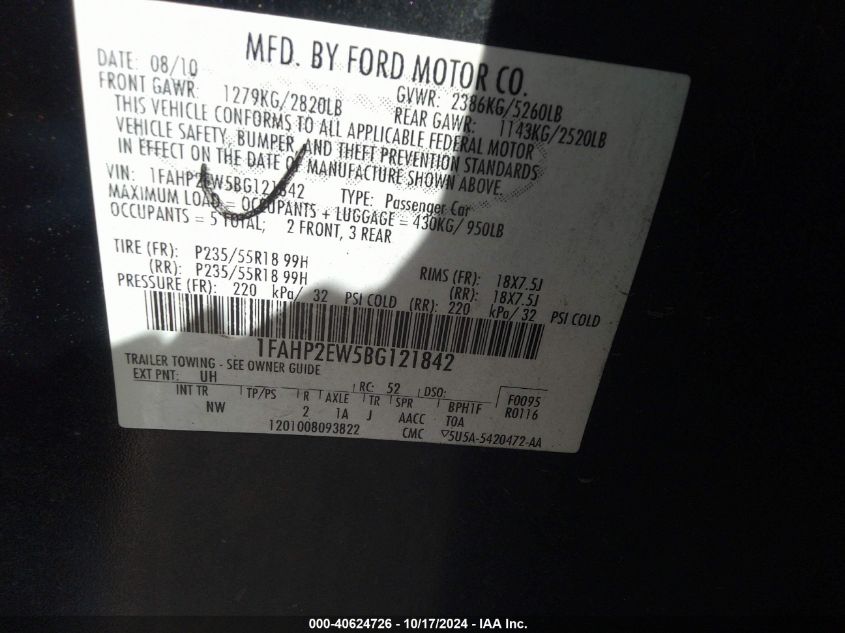 MFD. BY FORD MOTOR CO.
DATE: 08/10
GVWR: 2386KG/5260LB
FRONT GAWR: 1279KG/2820LB
REAR GAWR: 1143KG/2520LB
THIS VEHICLE CONFORMS TO ALL APPLICABLE FEDERAL MOTOR
VEHICLE SAFETY, BUMPER, AND THEFT PREVENTION STANDARDS
IN EFFECT ON THE DATE OF MANUFACTURE SHOWN ABOVE.
VIN: 1FAHP2EW5BG121842 TYPE: Passenger Car
MAXIMUM LOAD = OCCUPANTS + LUGGAGE = 430KG/ 950LB
OCCUPANTS = 5 TOTAL; 2 FRONT, 3 REAR
TIRE (FR): P235/55R18 99H RIMS (FR): 18X7.5J
(RR): P235/55R18 99H (RR): 18X7.5J
PRESSURE (FR): 220 kPa/ 32 PSI COLD (RR): 220 kPa/ 32 PSI COLD
1FAHP2EW5BG121842
TRAILER TOWING - SEE OWNER GUIDE
EXT PNT: UH RC: 52 DSO: F0095
INT TR TP/PS R AXLE TR SPR BPH1F R0116
NW 2 1A J AACC TOA
1201008093822 CMC ▽5U5A-5420472-AA
000-40624726 - 10/17/2024 - IAA Inc.